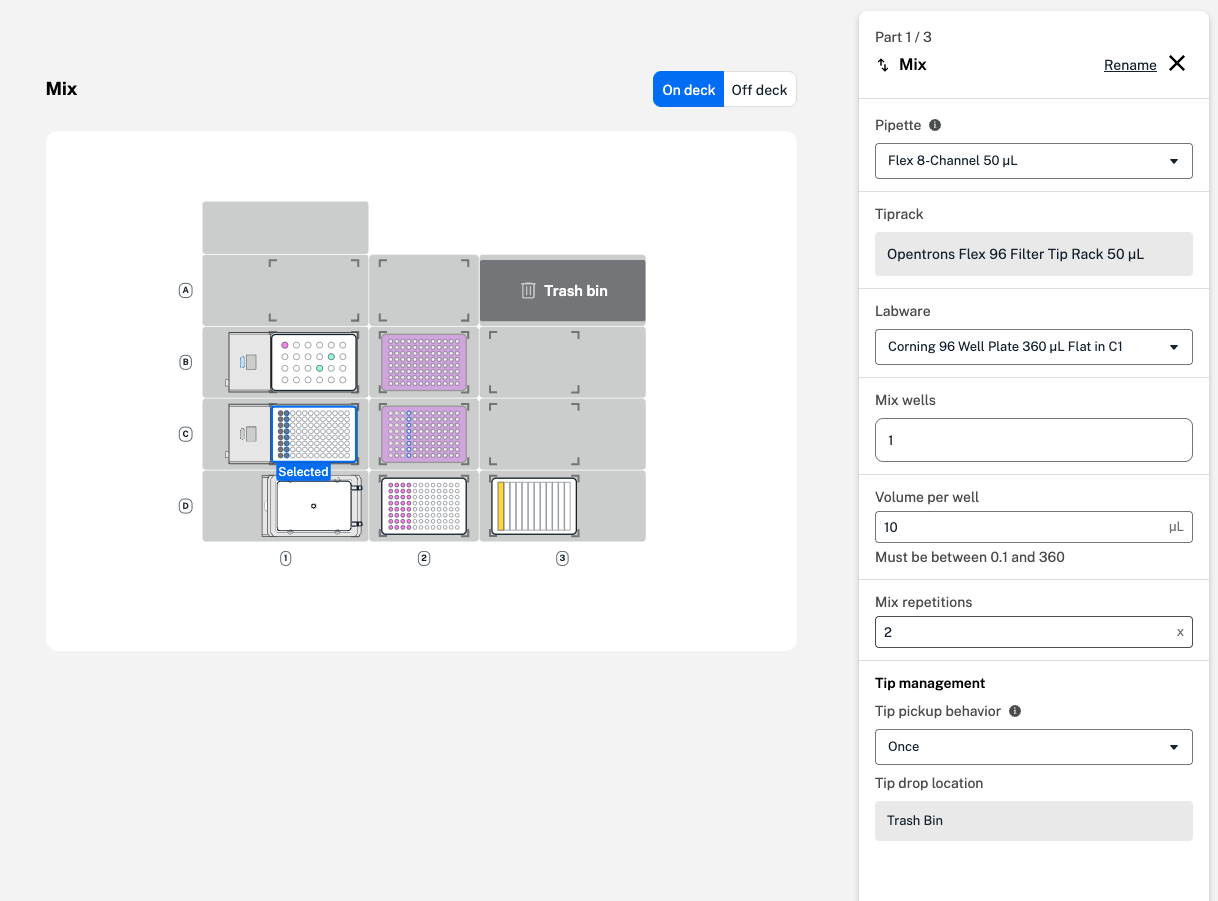 Mix
On deck
Off deck
Trash bin
A
B
C
Selected
D
1
2
3
Part 1 / 3
Mix
Rename
Pipette
Flex 8-Channel 50 µL
Tiprack
Opentrons Flex 96 Filter Tip Rack 50 µL
Labware
Corning 96 Well Plate 360 µL Flat in C1
Mix wells
1
Volume per well
10 µL
Must be between 0.1 and 360
Mix repetitions
2 x
Tip management
Tip pickup behavior
Once
Tip drop location
Trash Bin